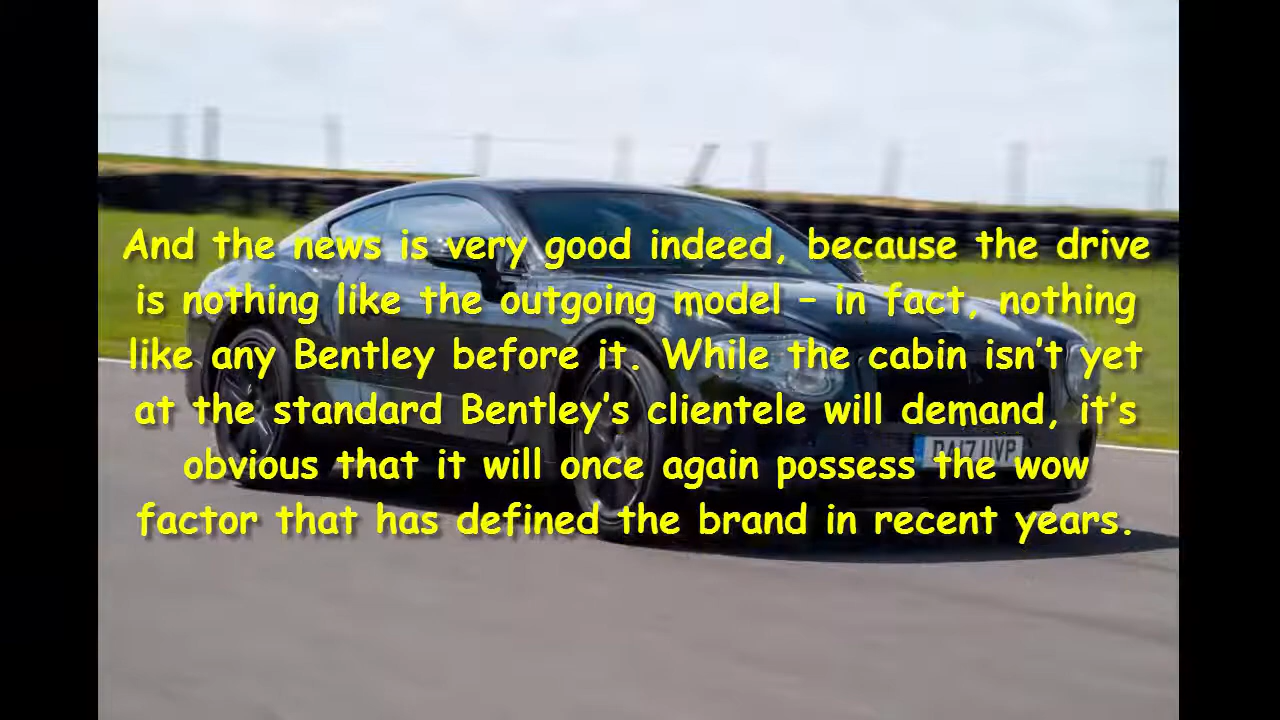 And the news is very good indeed, because the drive
is nothing like the outgoing model – in fact, nothing
like any Bentley before it. While the cabin isn’t yet
at the standard Bentley’s clientele will demand, it’s
obvious that it will once again possess the wow
factor that has defined the brand in recent years.